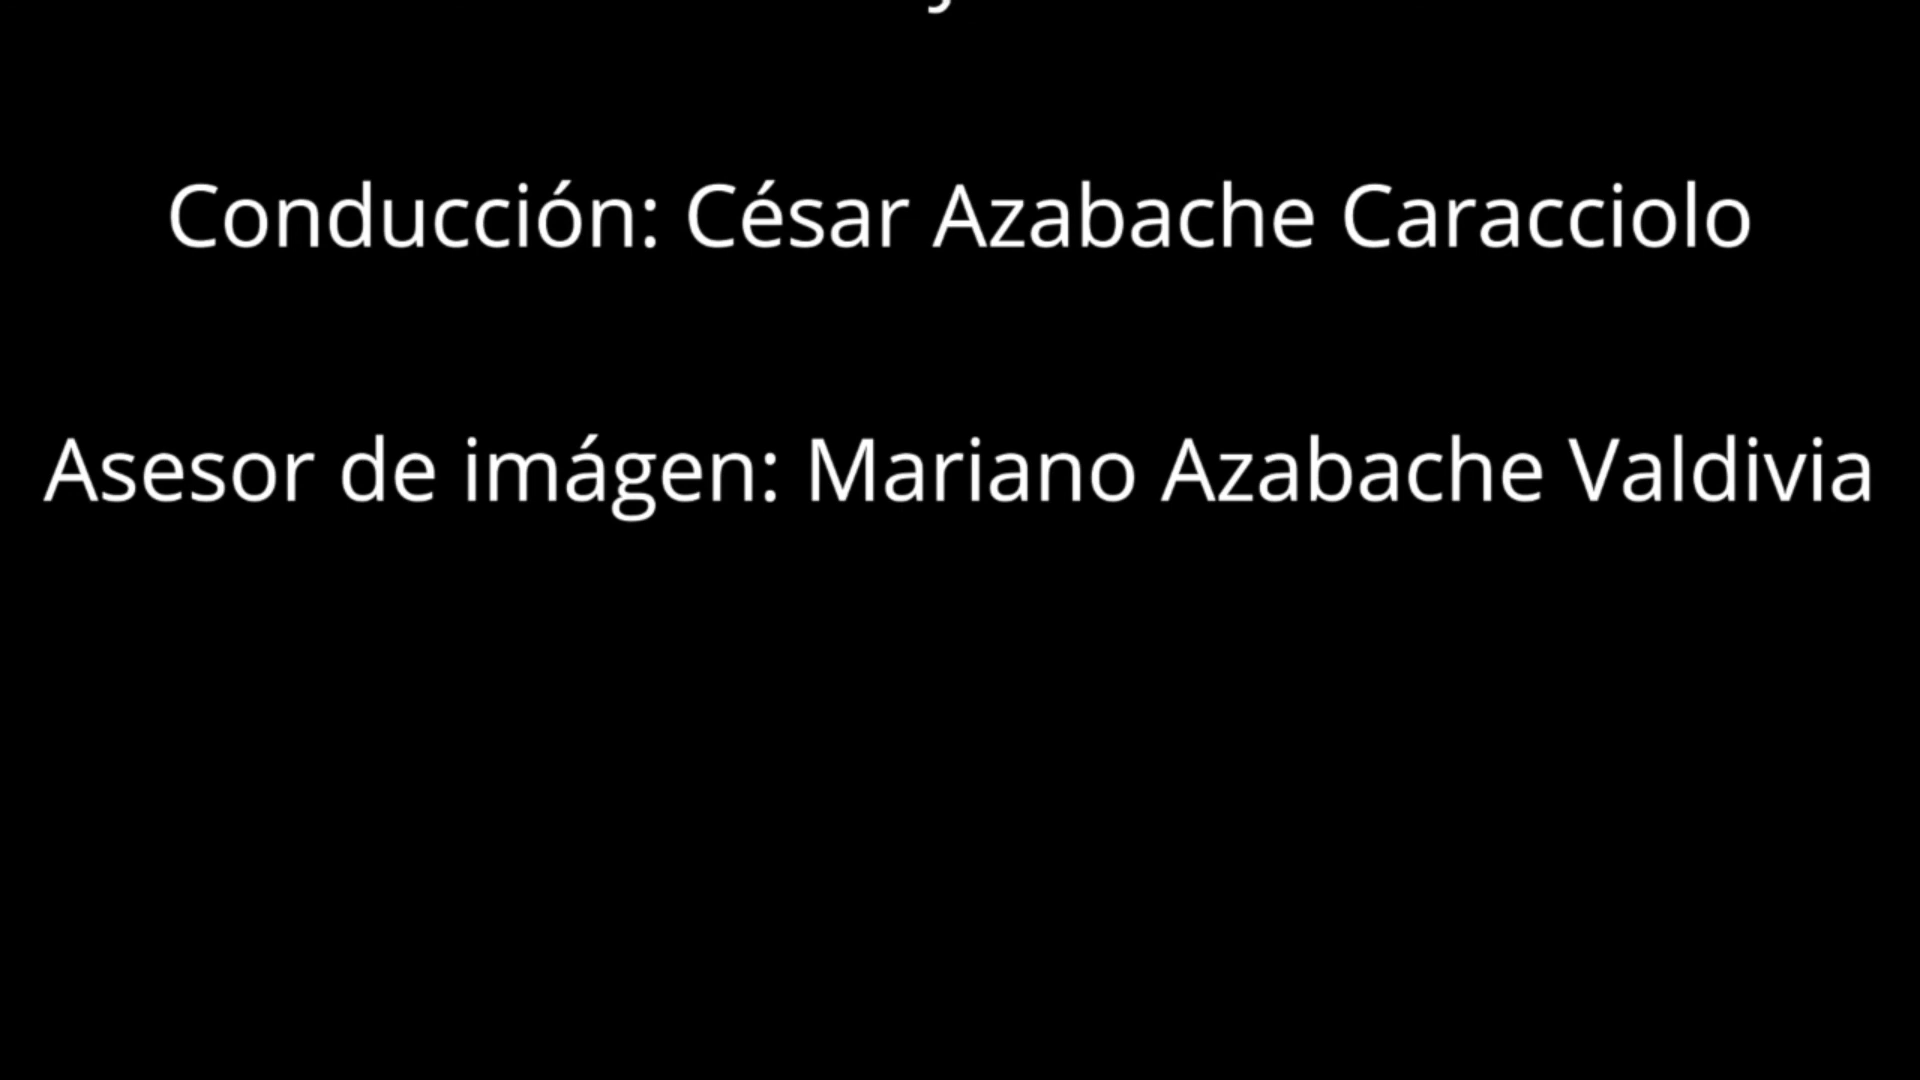 Conducción: César Azabache Caracciolo
Asesor de imágen: Mariano Azabache Valdivia